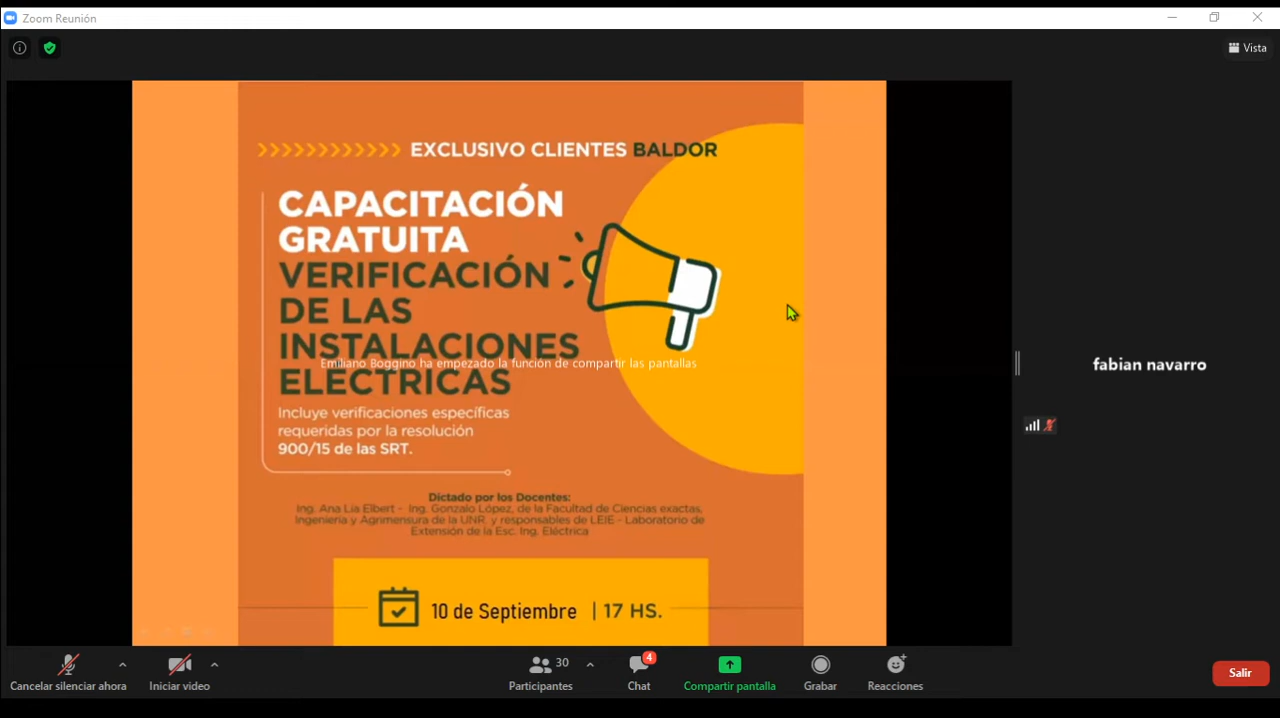 Zoom Reunión
Vista
EXCLUSIVO CLIENTES BALDOR
CAPACITACIÓN
GRATUITA
VERIFICACIÓN
DE LAS
INSTALACIONES
ELÉCTRICAS
Emiliano Boggino ha empezado la función de compartir las pantallas
Incluye verificaciones específicas
requeridas por la resolución
900/15 de las SRT.
Dictado por los Docentes:
Ing. Ana Lía Elbert - Ing. Gonzalo López, de la Facultad de Ciencias exactas,
Ingeniería y Agrimensura de la UNR. y responsables de LEIE - Laboratorio de
Extensión de la Esc. Ing. Eléctrica
10 de Septiembre | 17 HS.
fabian navarro
Cancelar silenciar ahora
Iniciar video
30
Participantes
4
Chat
Compartir pantalla
Grabar
Reacciones
Salir